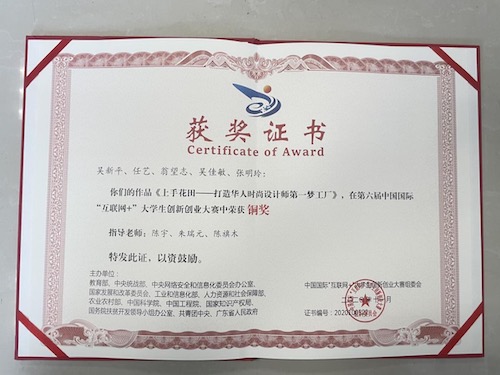 获奖证书
Certificate of Award
吴新平、任艺、翁望志、吴佳敏、张明玲：
你们的作品《上手花田——打造华人时尚设计师第一梦工厂》，在第六届中国国际
“互联网+”大学生创新创业大赛中荣获 铜奖
指导老师：陈宇、朱瑞元、陈祺木
特发此证，以资鼓励。
主办单位：
教育部、中央统战部、中央网络安全和信息化委员会办公室、
国家发展和改革委员会、工业和信息化部、人力资源和社会保障部、
农业农村部、中国科学院、中国工程院、国家知识产权局、
国务院扶贫开发领导小组办公室、共青团中央、广东省人民政府
中国国际“互联网+”大学生创新创业大赛组委会
月
证书编号：2020